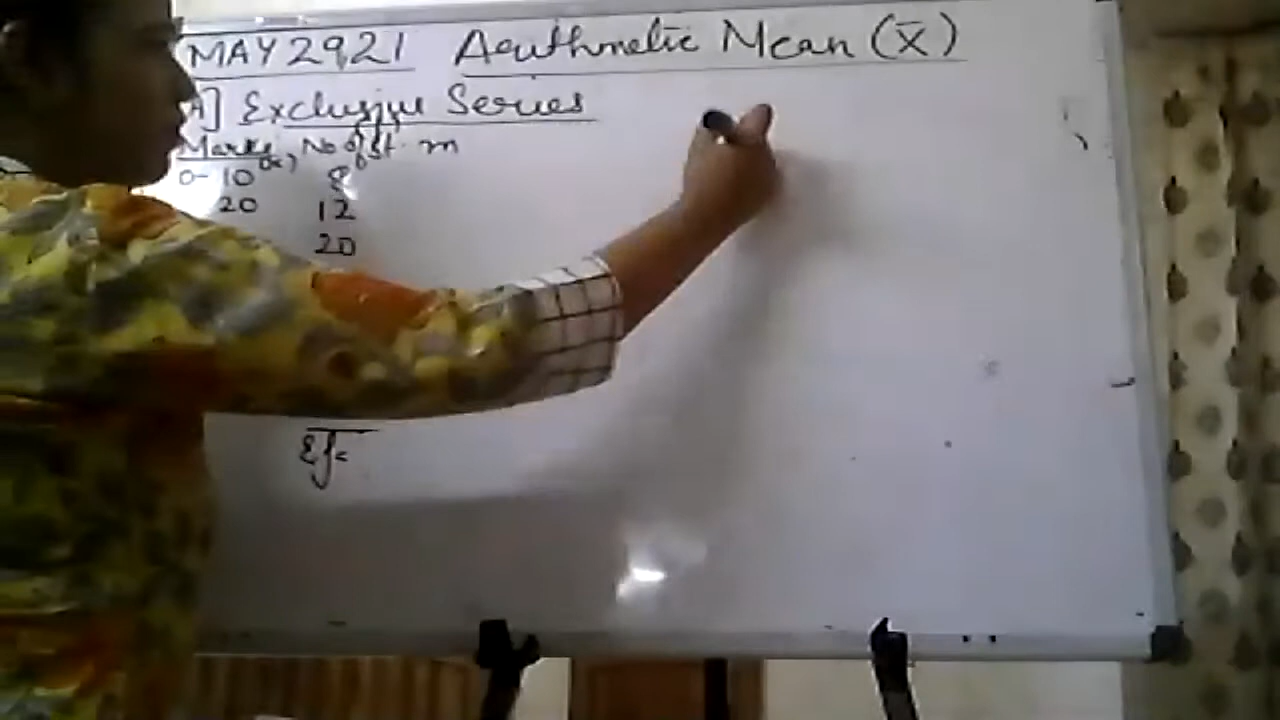 MAY 2921 Arithmetic Mean (X̄)
A] Exclusive Series
Marks (x), No of St. m
0-10 8
20 12
20
Σf=